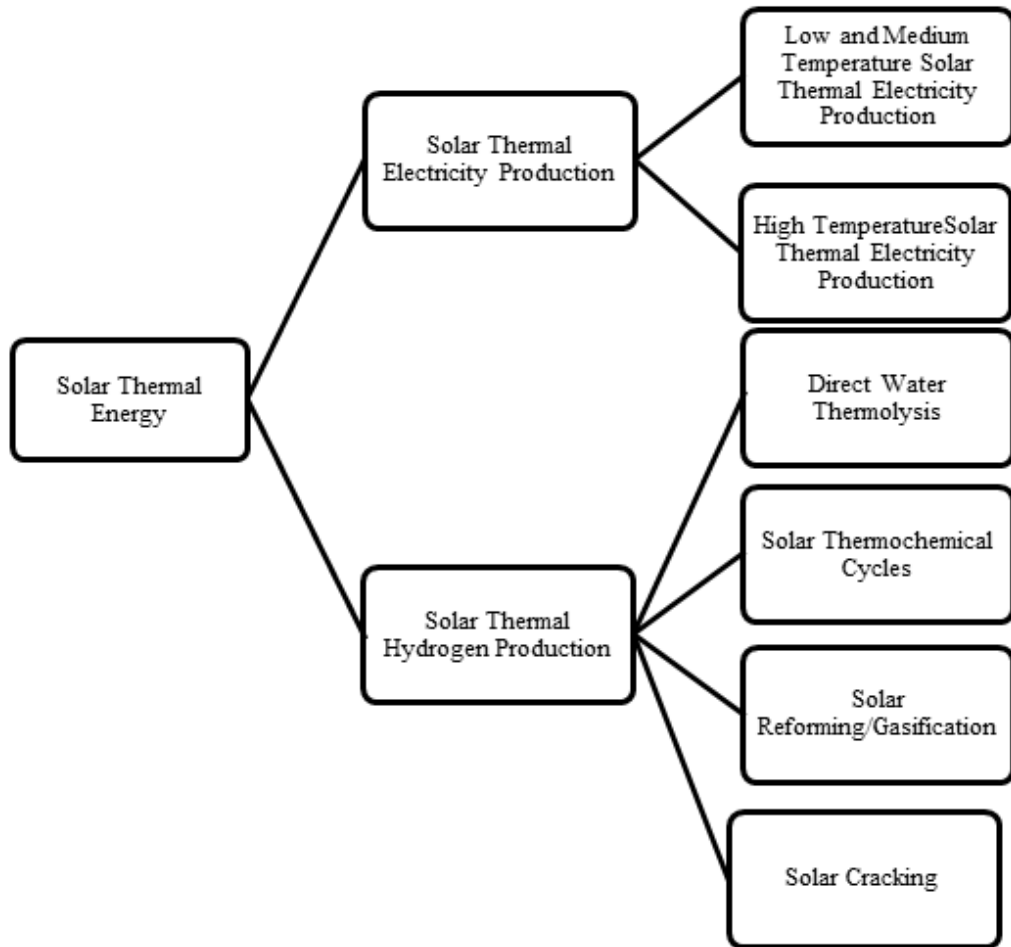 Low and Medium
Temperature Solar
Thermal Electricity
Production
Solar Thermal
Electricity Production
High TemperatureSolar
Thermal Electricity
Production
Solar Thermal
Energy
Direct Water
Thermolysis
Solar Thermochemical
Cycles
Solar Thermal
Hydrogen Production
Solar
Reforming/Gasification
Solar Cracking